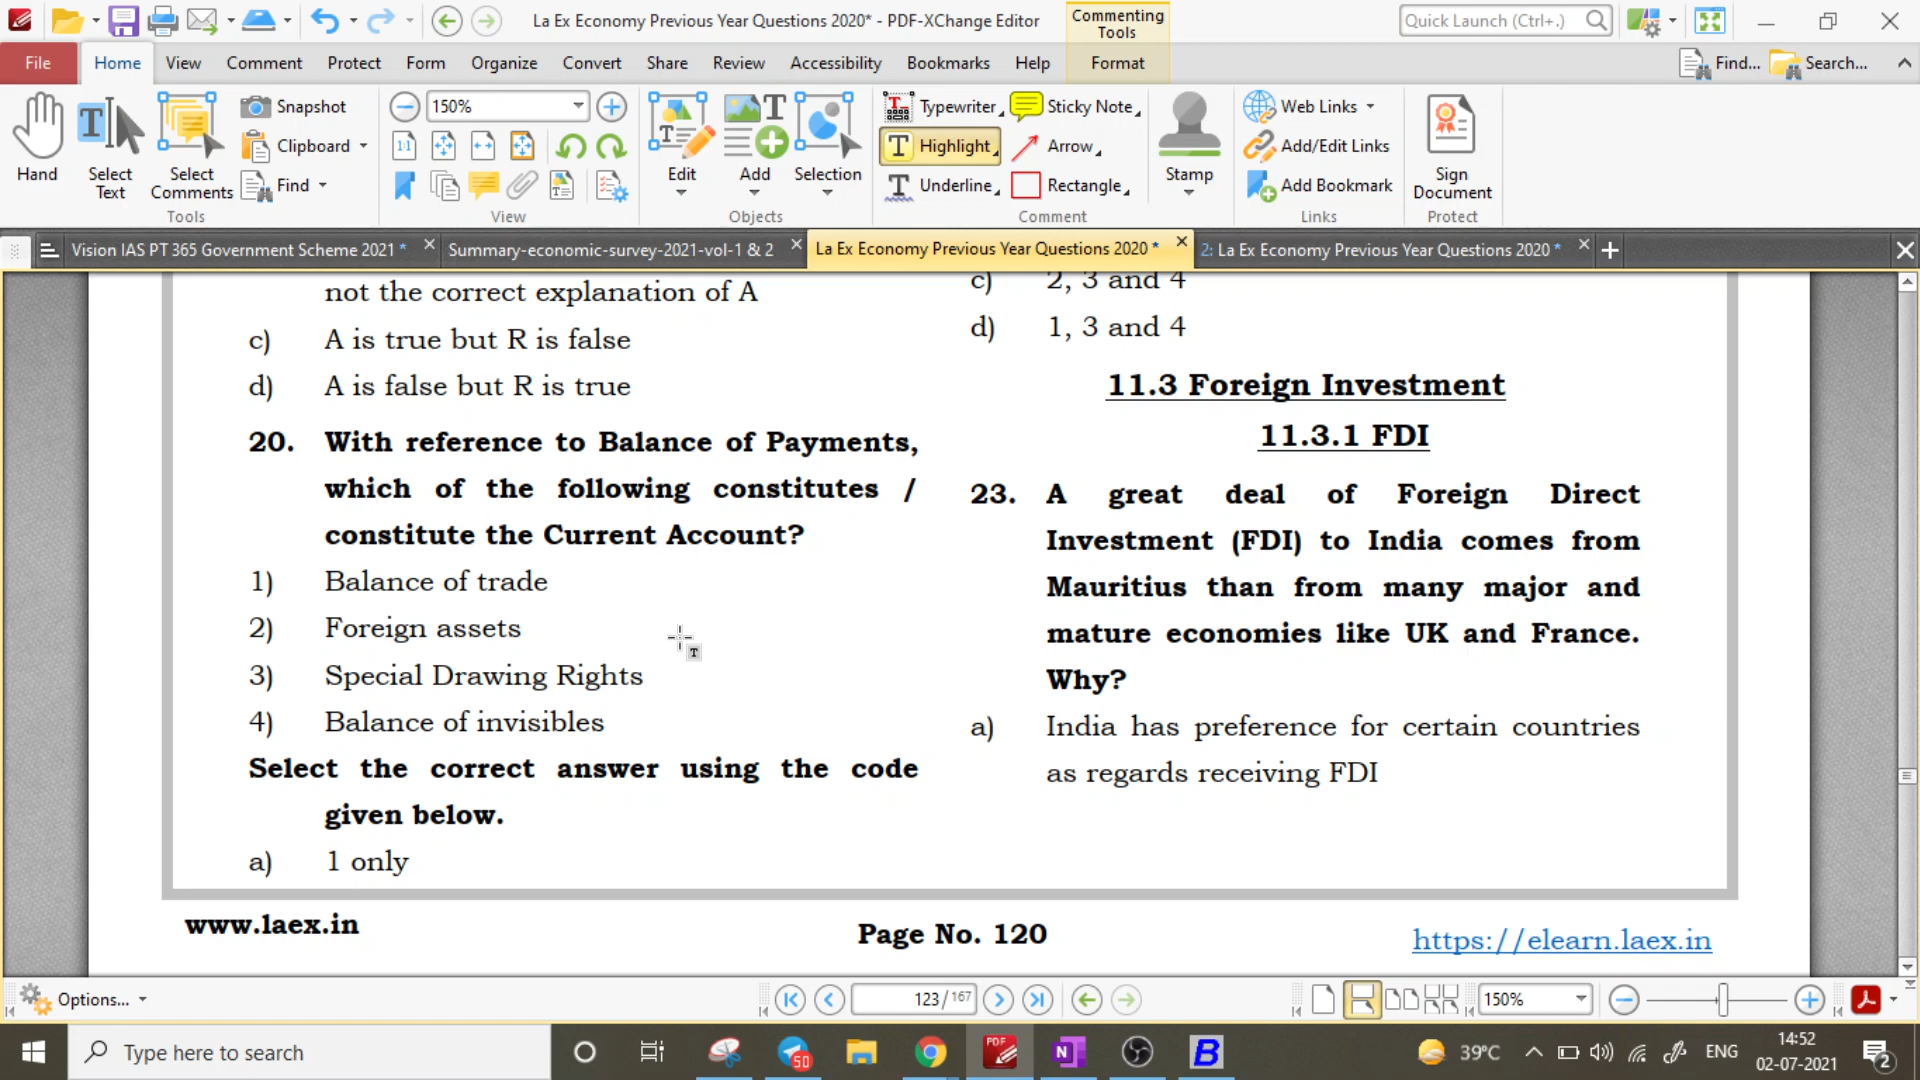 La Ex Economy Previous Year Questions 2020* - PDF-XChange Editor
Commenting
Tools
Quick Launch (Ctrl+.)
File
Home
View
Comment
Protect
Form
Organize
Convert
Share
Review
Accessibility
Bookmarks
Help
Format
Find...
Search...
Hand
Select
Text
Select
Comments
Snapshot
Clipboard
Find
Tools
150%
View
Edit
Add
Selection
Objects
Typewriter
Highlight
Underline
Sticky Note
Arrow
Rectangle
Comment
Stamp
Web Links
Add/Edit Links
Add Bookmark
Links
Sign
Document
Protect
Vision IAS PT 365 Government Scheme 2021 *
Summary-economic-survey-2021-vol-1 & 2
La Ex Economy Previous Year Questions 2020 *
2: La Ex Economy Previous Year Questions 2020 *
not the correct explanation of A
c) A is true but R is false
d) A is false but R is true
20. With reference to Balance of Payments,
which of the following constitutes /
constitute the Current Account?
1) Balance of trade
2) Foreign assets
3) Special Drawing Rights
4) Balance of invisibles
Select the correct answer using the code
given below.
a) 1 only
c) 2, 3 and 4
d) 1, 3 and 4
11.3 Foreign Investment
11.3.1 FDI
23. A great deal of Foreign Direct
Investment (FDI) to India comes from
Mauritius than from many major and
mature economies like UK and France.
Why?
a) India has preference for certain countries
as regards receiving FDI
www.laex.in
Page No. 120
https://elearn.laex.in
Options...
123 / 167
150%
Type here to search
50
PDF
N
B
39°C
ENG
14:52
02-07-2021
2